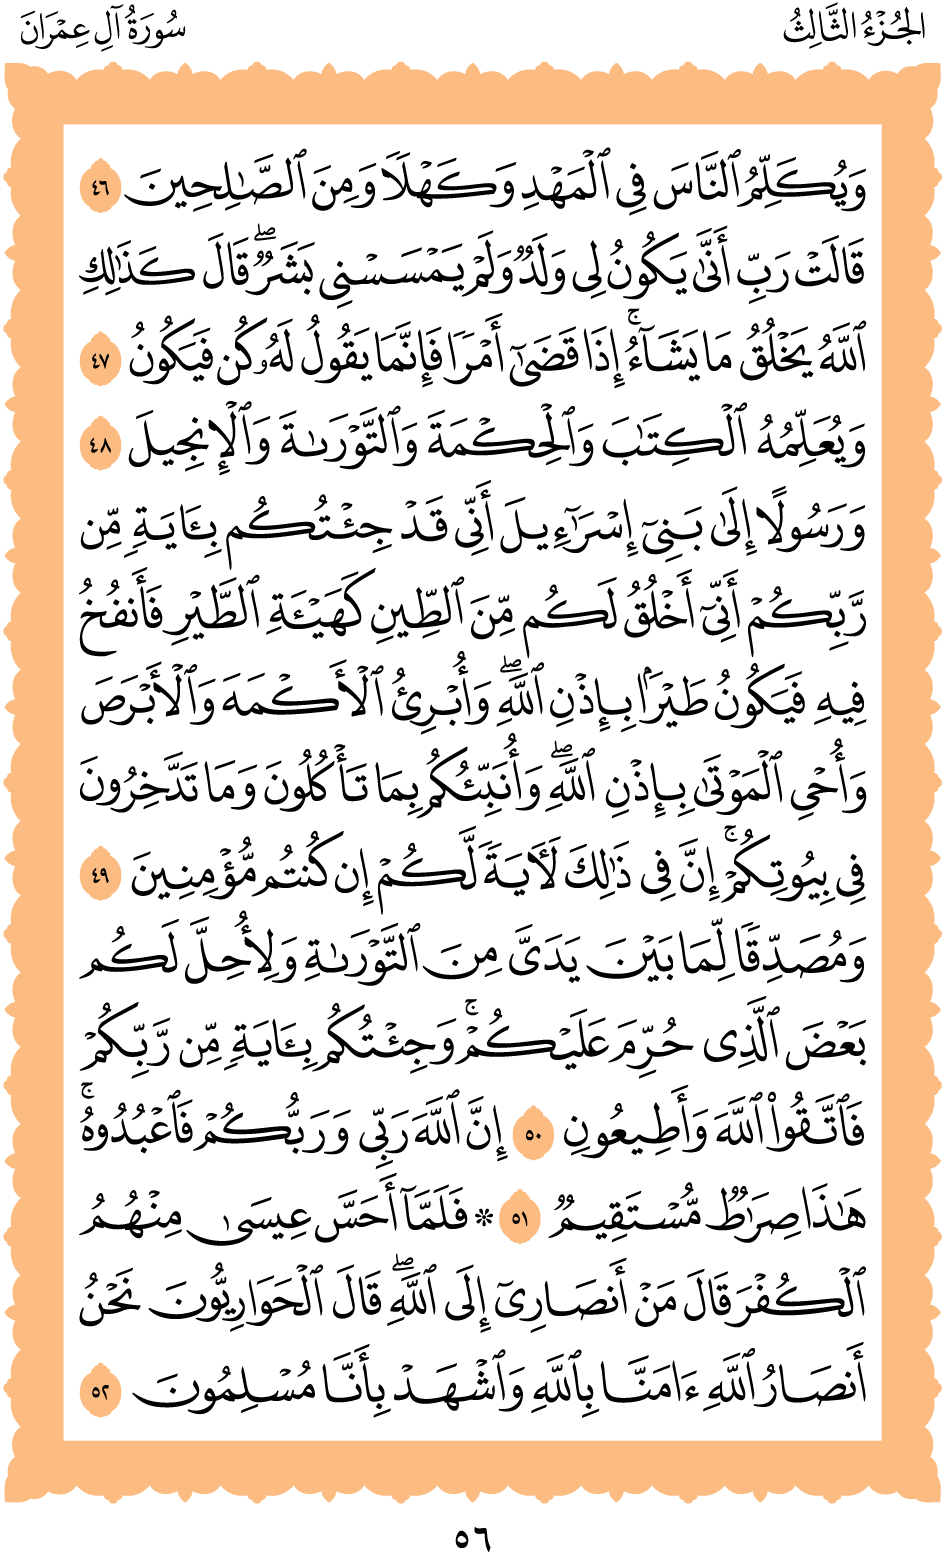 الجُزْءُ الثَّالِثُ
سُورَةُ آلِ عِمْرَانَ
وَيُكَلِّمُ ٱلنَّاسَ فِي ٱلۡمَهۡدِ وَكَهۡلٗا وَمِنَ ٱلصَّٰلِحِينَ ٤٦
قَالَتۡ رَبِّ أَنَّىٰ يَكُونُ لِي وَلَدٞ وَلَمۡ يَمۡسَسۡنِي بَشَرٞۖ قَالَ كَذَٰلِكِ
ٱللَّهُ يَخۡلُقُ مَا يَشَآءُۚ إِذَا قَضَىٰٓ أَمۡرٗا فَإِنَّمَا يَقُولُ لَهُۥ كُن فَيَكُونُ ٤٧
وَيُعَلِّمُهُ ٱلۡكِتَٰبَ وَٱلۡحِكۡمَةَ وَٱلتَّوۡرَىٰةَ وَٱلۡإِنجِيلَ ٤٨
وَرَسُولًا إِلَىٰ بَنِيٓ إِسۡرَٰٓءِيلَ أَنِّي قَدۡ جِئۡتُكُم بِـَٔايَةٖ مِّن
رَّبِّكُمۡ أَنِّيٓ أَخۡلُقُ لَكُم مِّنَ ٱلطِّينِ كَهَيۡـَٔةِ ٱلطَّيۡرِ فَأَنفُخُ
فِيهِ فَيَكُونُ طَيۡرَۢا بِإِذۡنِ ٱللَّهِۖ وَأُبۡرِئُ ٱلۡأَكۡمَهَ وَٱلۡأَبۡرَصَ
وَأُحۡيِ ٱلۡمَوۡتَىٰ بِإِذۡنِ ٱللَّهِۖ وَأُنَبِّئُكُم بِمَا تَأۡكُلُونَ وَمَا تَدَّخِرُونَ
فِي بُيُوتِكُمۡۚ إِنَّ فِي ذَٰلِكَ لَأٓيَةٗ لَّكُمۡ إِن كُنتُم مُّؤۡمِنِينَ ٤٩
وَمُصَدِّقٗا لِّمَا بَيۡنَ يَدَيَّ مِنَ ٱلتَّوۡرَىٰةِ وَلِأُحِلَّ لَكُم
بَعۡضَ ٱلَّذِي حُرِّمَ عَلَيۡكُمۡۚ وَجِئۡتُكُم بِـَٔايَةٖ مِّن رَّبِّكُمۡ
فَٱتَّقُواْ ٱللَّهَ وَأَطِيعُونِ ٥٠ إِنَّ ٱللَّهَ رَبِّي وَرَبُّكُمۡ فَٱعۡبُدُوهُۚ
هَٰذَا صِرَٰطٞ مُّسۡتَقِيمٞ ٥١ * فَلَمَّآ أَحَسَّ عِيسَىٰ مِنۡهُمُ
ٱلۡكُفۡرَ قَالَ مَنۡ أَنصَارِيٓ إِلَى ٱللَّهِۖ قَالَ ٱلۡحَوَارِيُّونَ نَحۡنُ
أَنصَارُ ٱللَّهِ ءَامَنَّا بِٱللَّهِ وَٱشۡهَدۡ بِأَنَّا مُسۡلِمُونَ ٥٢
٥٦